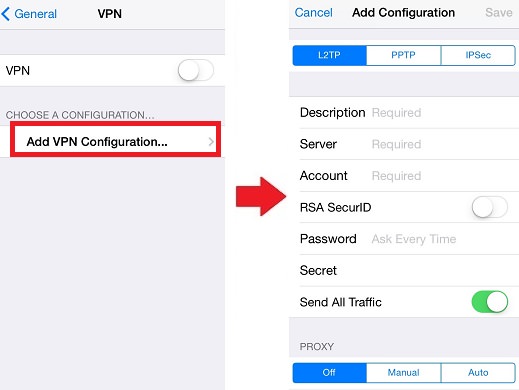 General
VPN
VPN
CHOOSE A CONFIGURATION...
Add VPN Configuration...
Cancel
Add Configuration
Save
L2TP
PPTP
IPSec
Description Required
Server Required
Account Required
RSA SecurID
Password Ask Every Time
Secret
Send All Traffic
PROXY
Off
Manual
Auto